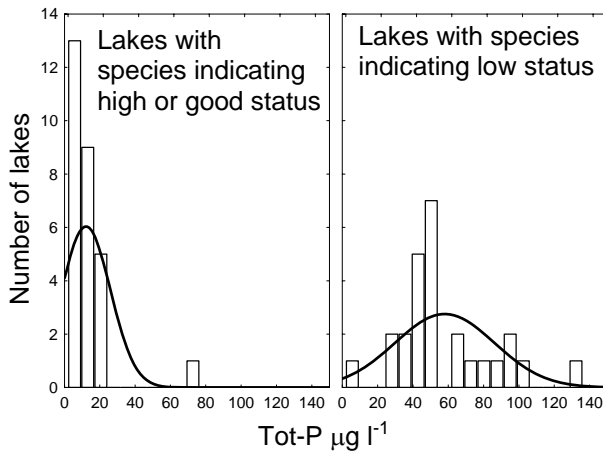 Lakes with
species indicating
high or good status
Lakes with species
indicating low status
Number of lakes
14
12
10
8
6
4
2
0
0 20 40 60 80 100 120 140
0 20 40 60 80 100 120 140
Tot-P μg l⁻¹